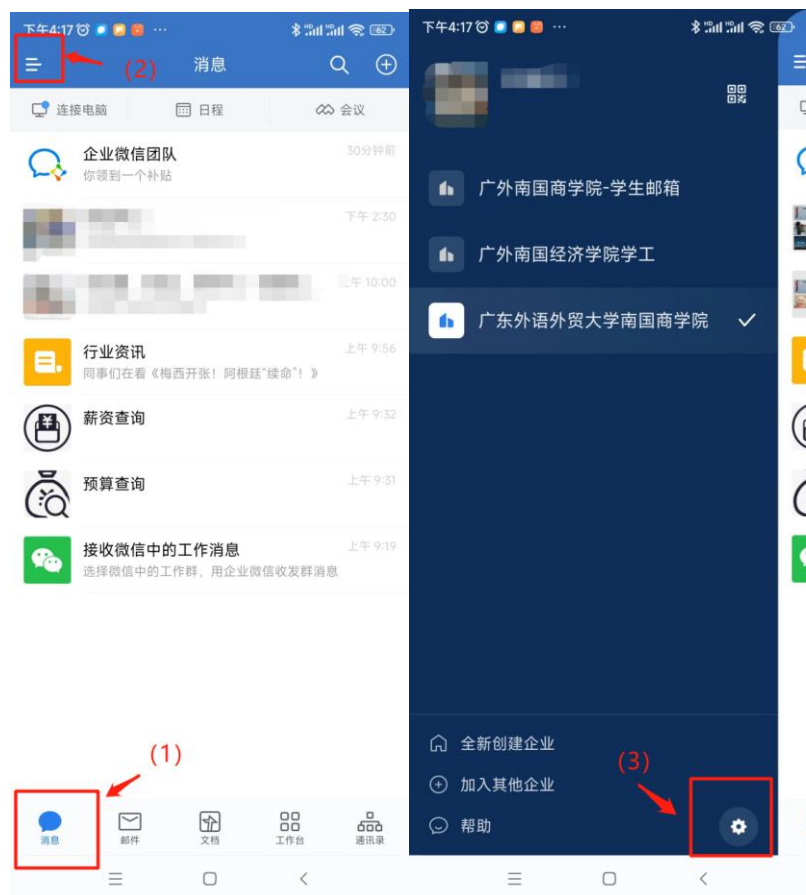 下午4:17
62
(2)
消息
连接电脑
日程
会议
企业微信团队
30分钟前
你领到一个补贴
下午 2:30
上午 10:00
行业资讯
上午 9:56
同事们在看《梅西开张！阿根廷“续命”！》
薪资查询
上午 9:32
预算查询
上午 9:31
接收微信中的工作消息
上午 9:19
选择微信中的工作群，用企业微信收发群消息
(1)
消息
邮件
文档
工作台
通讯录
下午4:17
62
广外南国商学院-学生邮箱
广外南国经济学院学工
广东外语外贸大学南国商学院
全新创建企业
(3)
加入其他企业
帮助